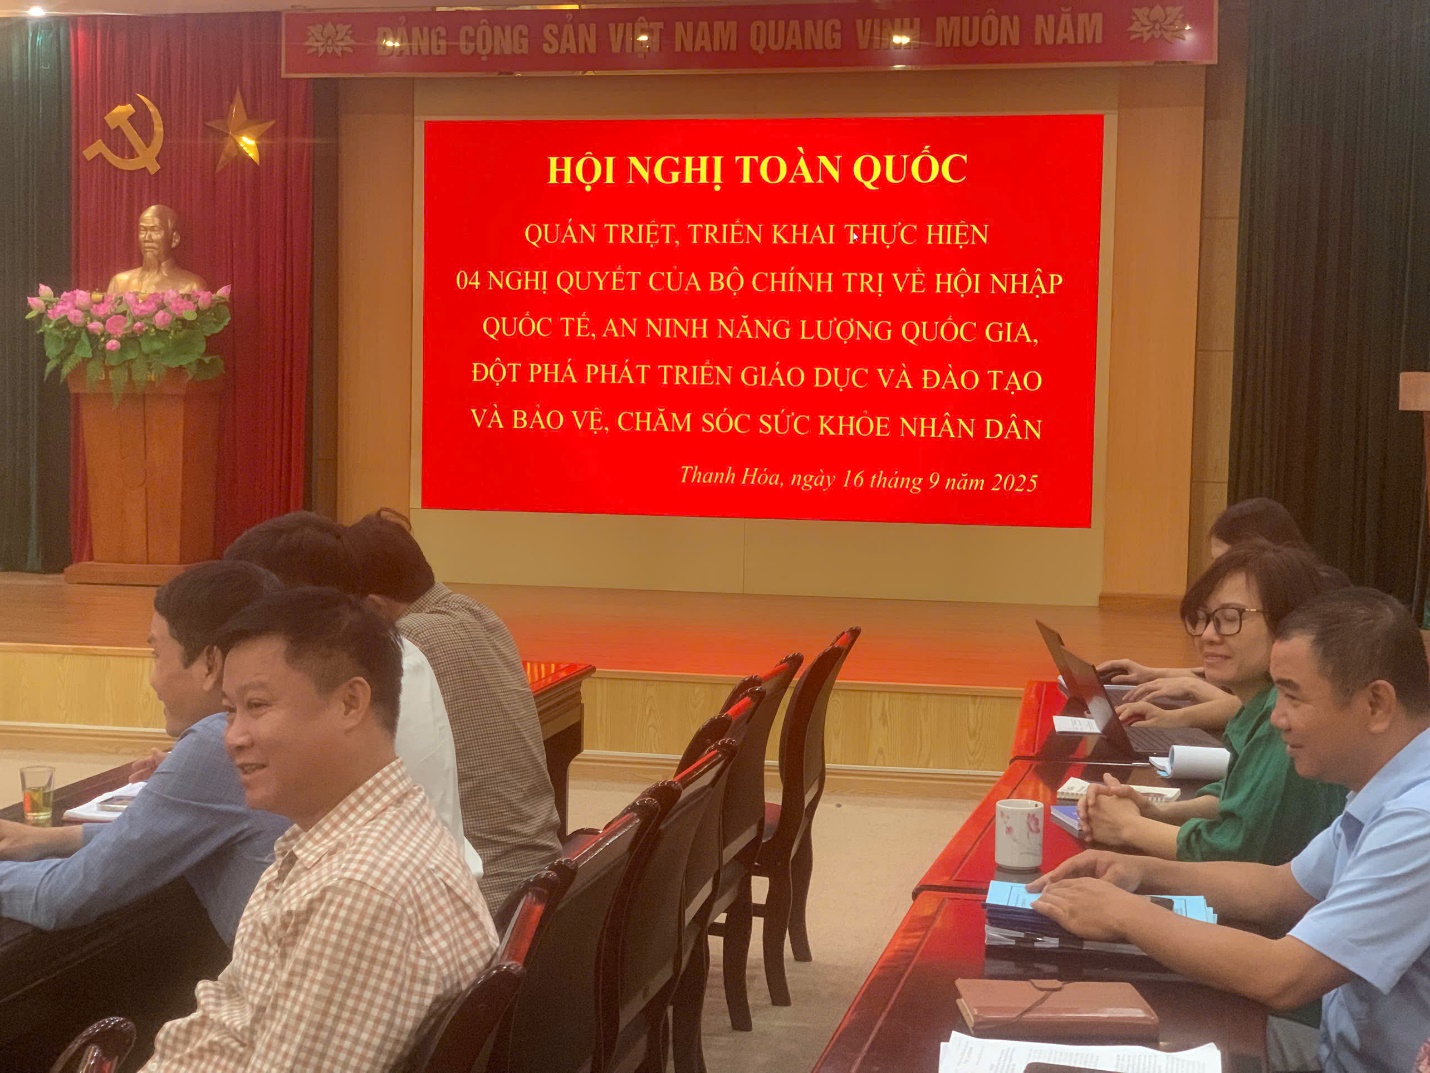 ĐẢNG CỘNG SẢN VIỆT NAM QUANG VINH MUÔN NĂM
HỘI NGHỊ TOÀN QUỐC
QUÁN TRIỆT, TRIỂN KHAI THỰC HIỆN
04 NGHỊ QUYẾT CỦA BỘ CHÍNH TRỊ VỀ HỘI NHẬP
QUỐC TẾ, AN NINH NĂNG LƯỢNG QUỐC GIA,
ĐỘT PHÁ PHÁT TRIỂN GIÁO DỤC VÀ ĐÀO TẠO
VÀ BẢO VỆ, CHĂM SÓC SỨC KHỎE NHÂN DÂN
Thanh Hóa, ngày 16 tháng 9 năm 2025